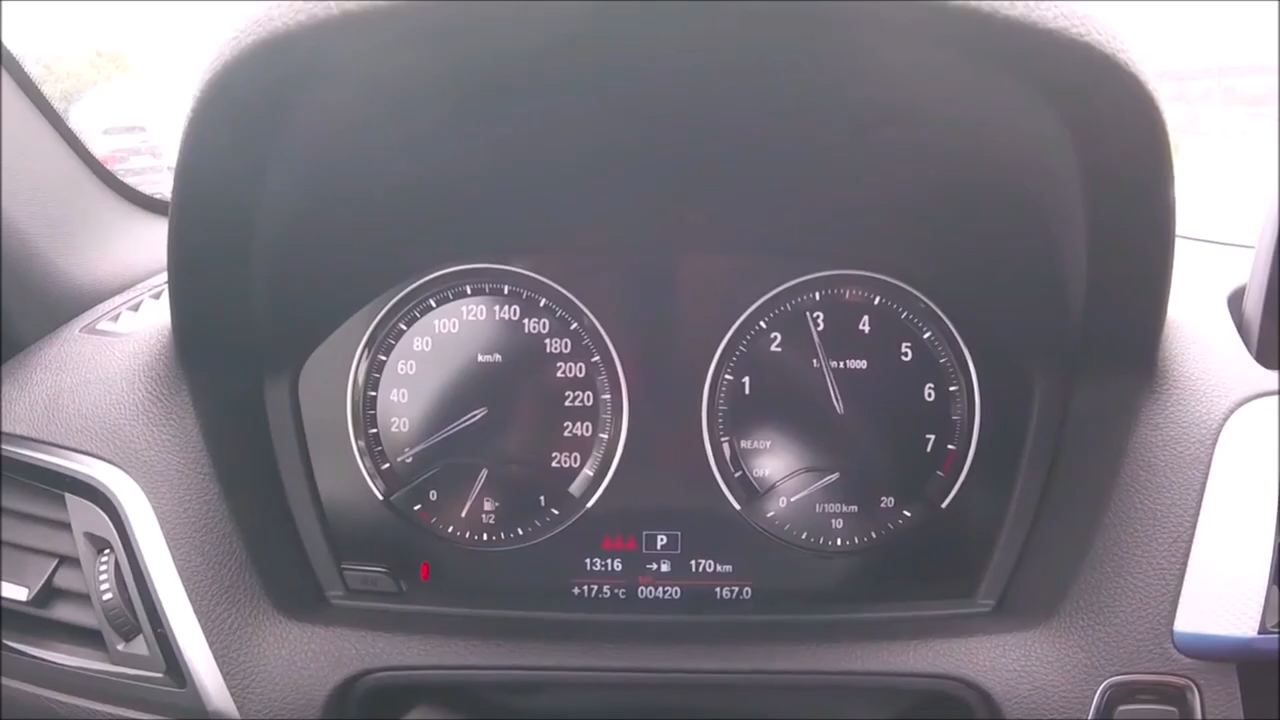 120 140
100 160
80 180
km/h
60 200
40 220
20 240
0 260
0 1
1/2
3 4
2 5
in x 1000
1 6
READY 7
OFF
0 20
l/100km
10
P
13:16 170 km
+17.5 °C 00420 167.0